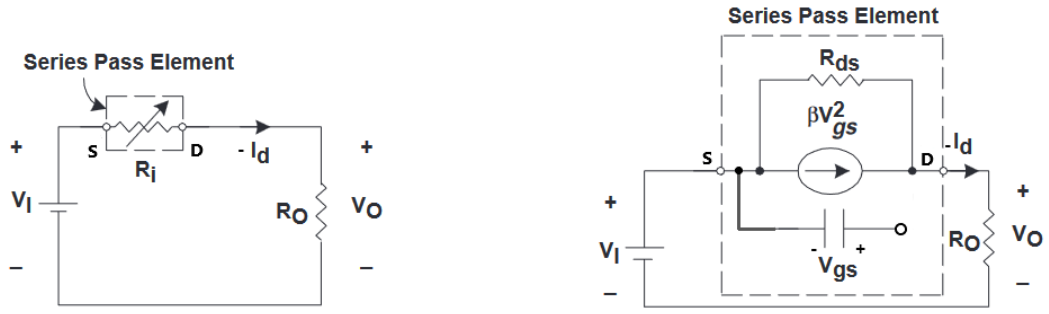 Series Pass Element
+
S
D
- Id
+
Ri
VI
RO
VO
–
–
Series Pass Element
Rds
βV²gs
S
D
-Id
+
+
- +
Vgs
VI
RO
VO
–
–